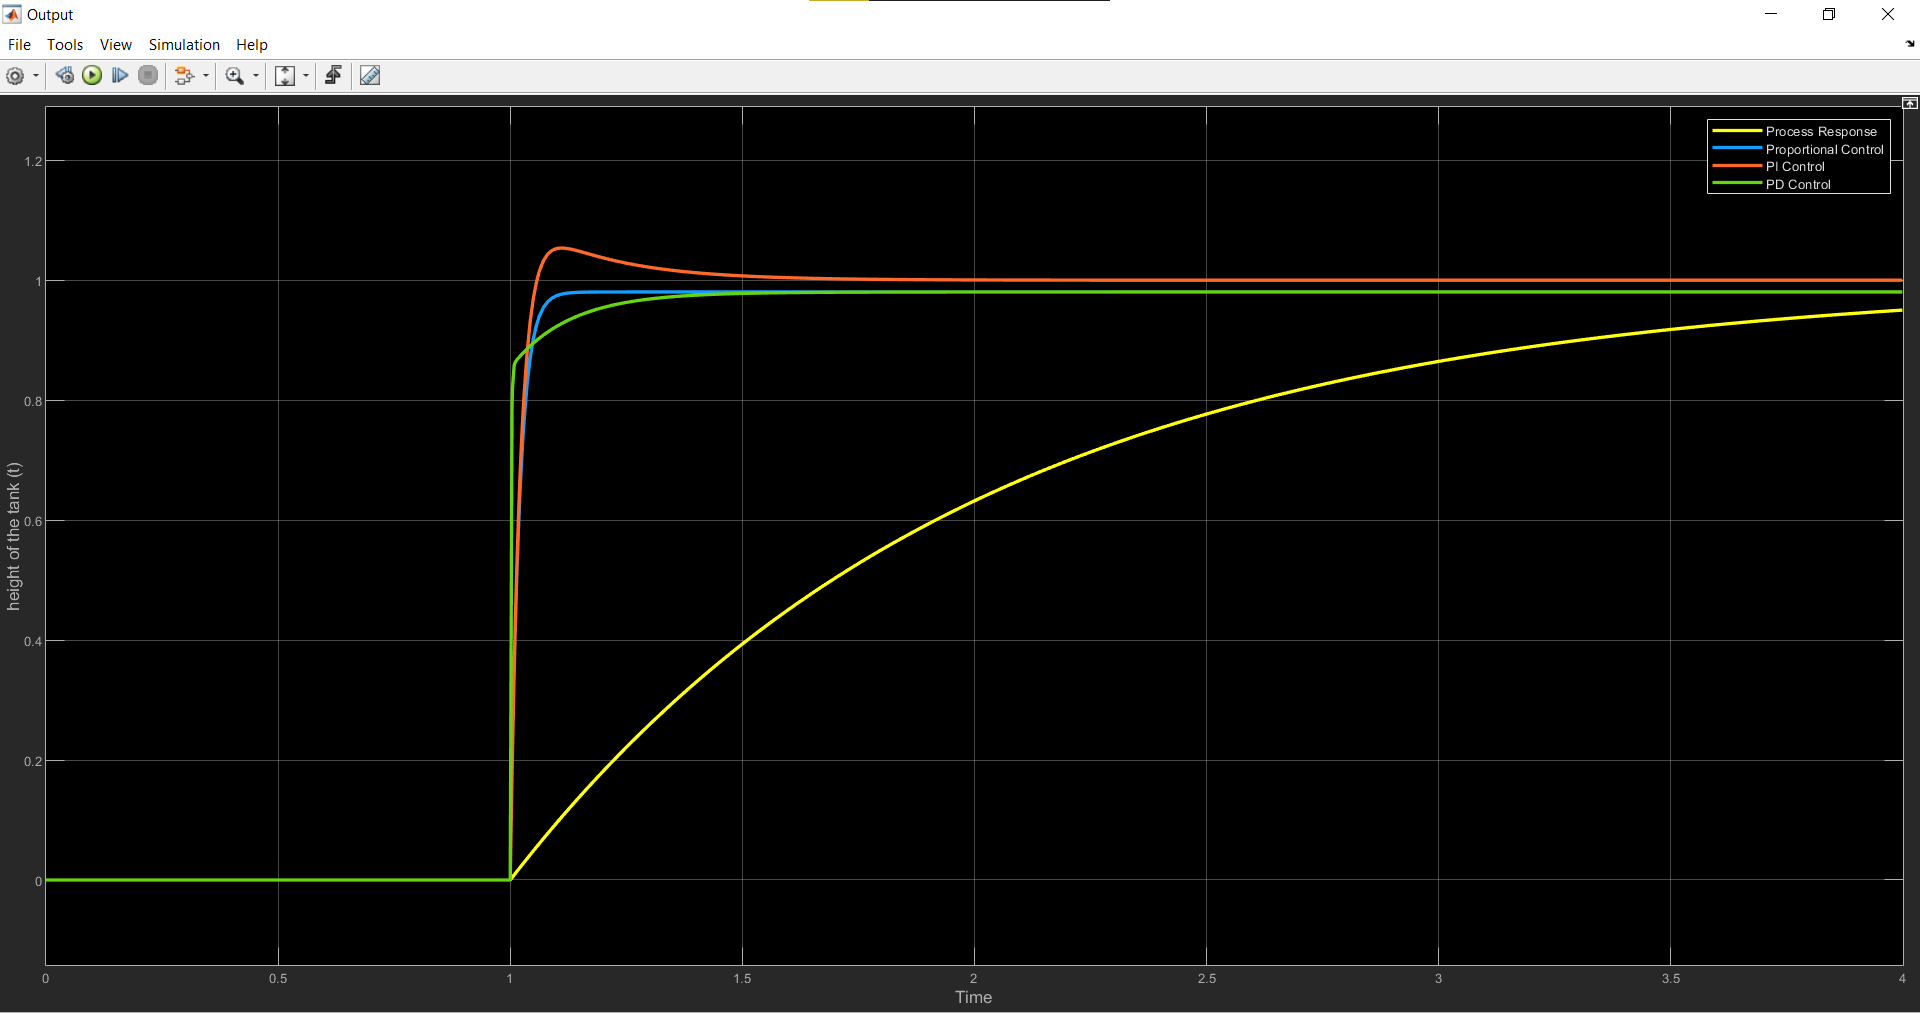 Output
File Tools View Simulation Help
Process Response
Proportional Control
PI Control
PD Control
1.2
1
0.8
0.6
0.4
0.2
0
height of the tank (t)
0 0.5 1 1.5 2 2.5 3 3.5 4
Time